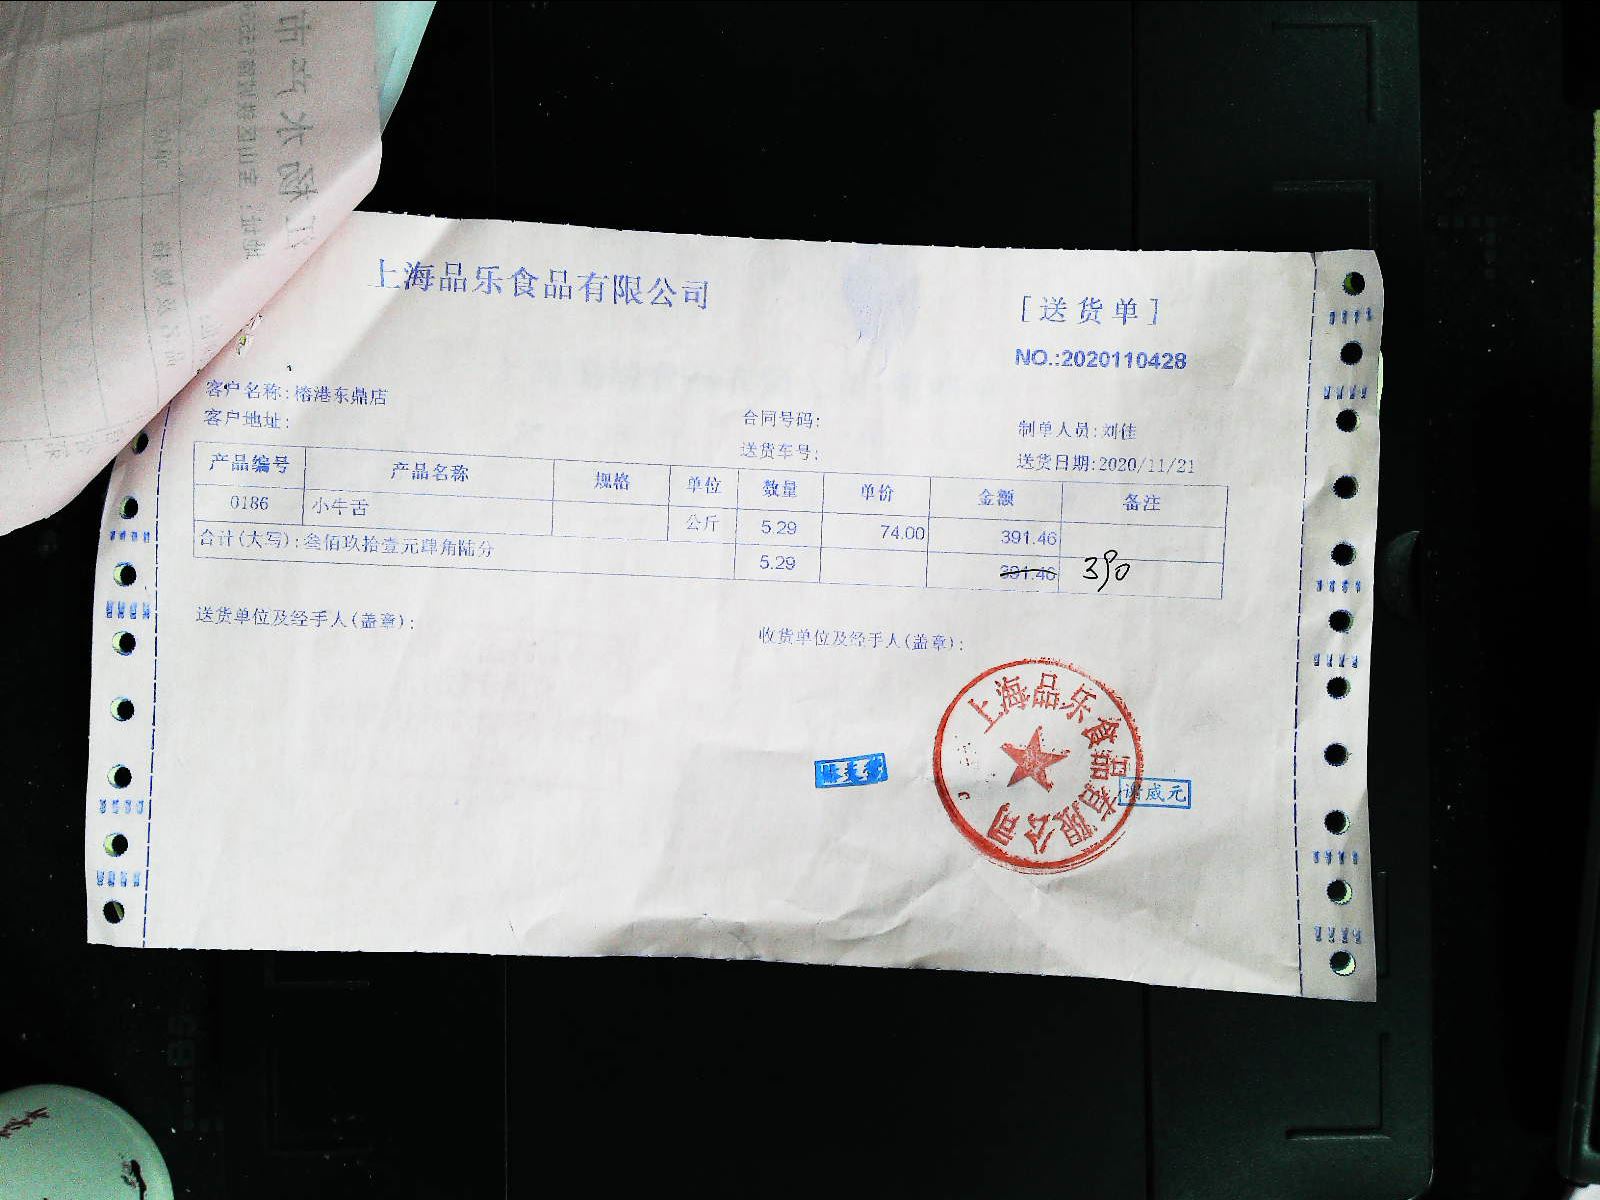 上海品乐食品有限公司
[送货单]
NO.:2020110428
客户名称:榕港东鼎店
客户地址:
合同号码:
制单人员:刘佳
送货车号:
送货日期:2020/11/21
产品编号 产品名称 规格 单位 数量 单价 金额 备注
0186 小牛舌 公斤 5.29 74.00 391.46
合计(大写):叁佰玖拾壹元肆角陆分 5.29 391.46 390
送货单位及经手人(盖章):
收货单位及经手人(盖章):
上海品乐食品有限公司
谢威元